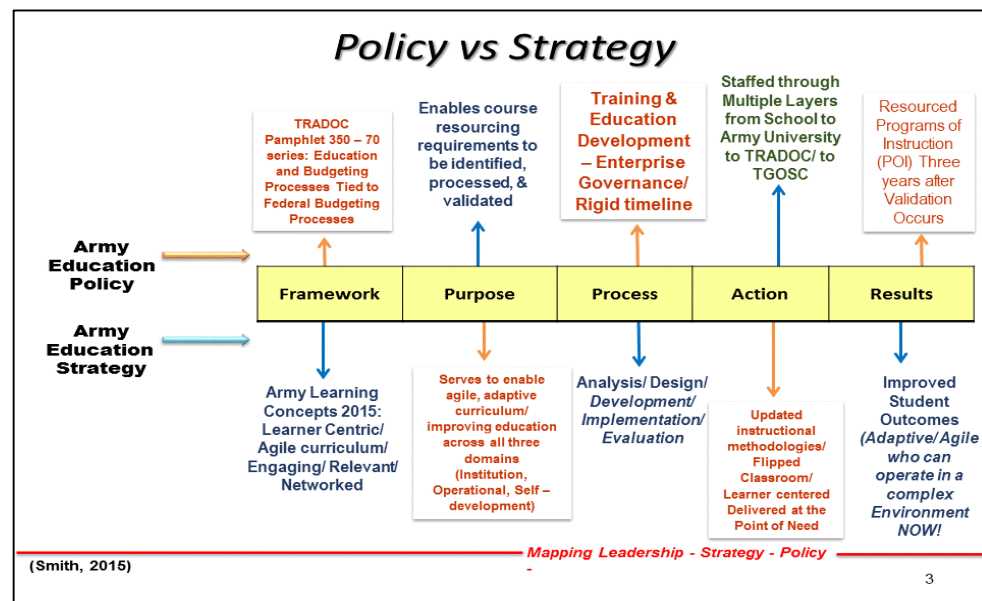 Policy vs Strategy
TRADOC
Pamphlet 350 – 70
series: Education
and Budgeting
Processes Tied to
Federal Budgeting
Processes
Enables course
resourcing
requirements to
be identified,
processed, &
validated
Training &
Education
Development
– Enterprise
Governance/
Rigid timeline
Staffed through
Multiple Layers
from School to
Army University
to TRADOC/ to
TGOSC
Resourced
Programs of
Instruction
(POI) Three
years after
Validation
Occurs
Army
Education
Policy
Framework
Purpose
Process
Action
Results
Army
Education
Strategy
Army Learning
Concepts 2015:
Learner Centric/
Agile curriculum/
Engaging/ Relevant/
Networked
Serves to enable
agile, adaptive
curriculum/
improving education
across all three
domains
(Institution,
Operational, Self –
development)
Analysis/ Design/
Development/
Implementation/
Evaluation
Updated
instructional
methodologies/
Flipped
Classroom/
Learner centered
Delivered at the
Point of Need
Improved
Student
Outcomes
(Adaptive/ Agile
who can
operate in a
complex
Environment
NOW!
Mapping Leadership - Strategy - Policy
-
(Smith, 2015)
3